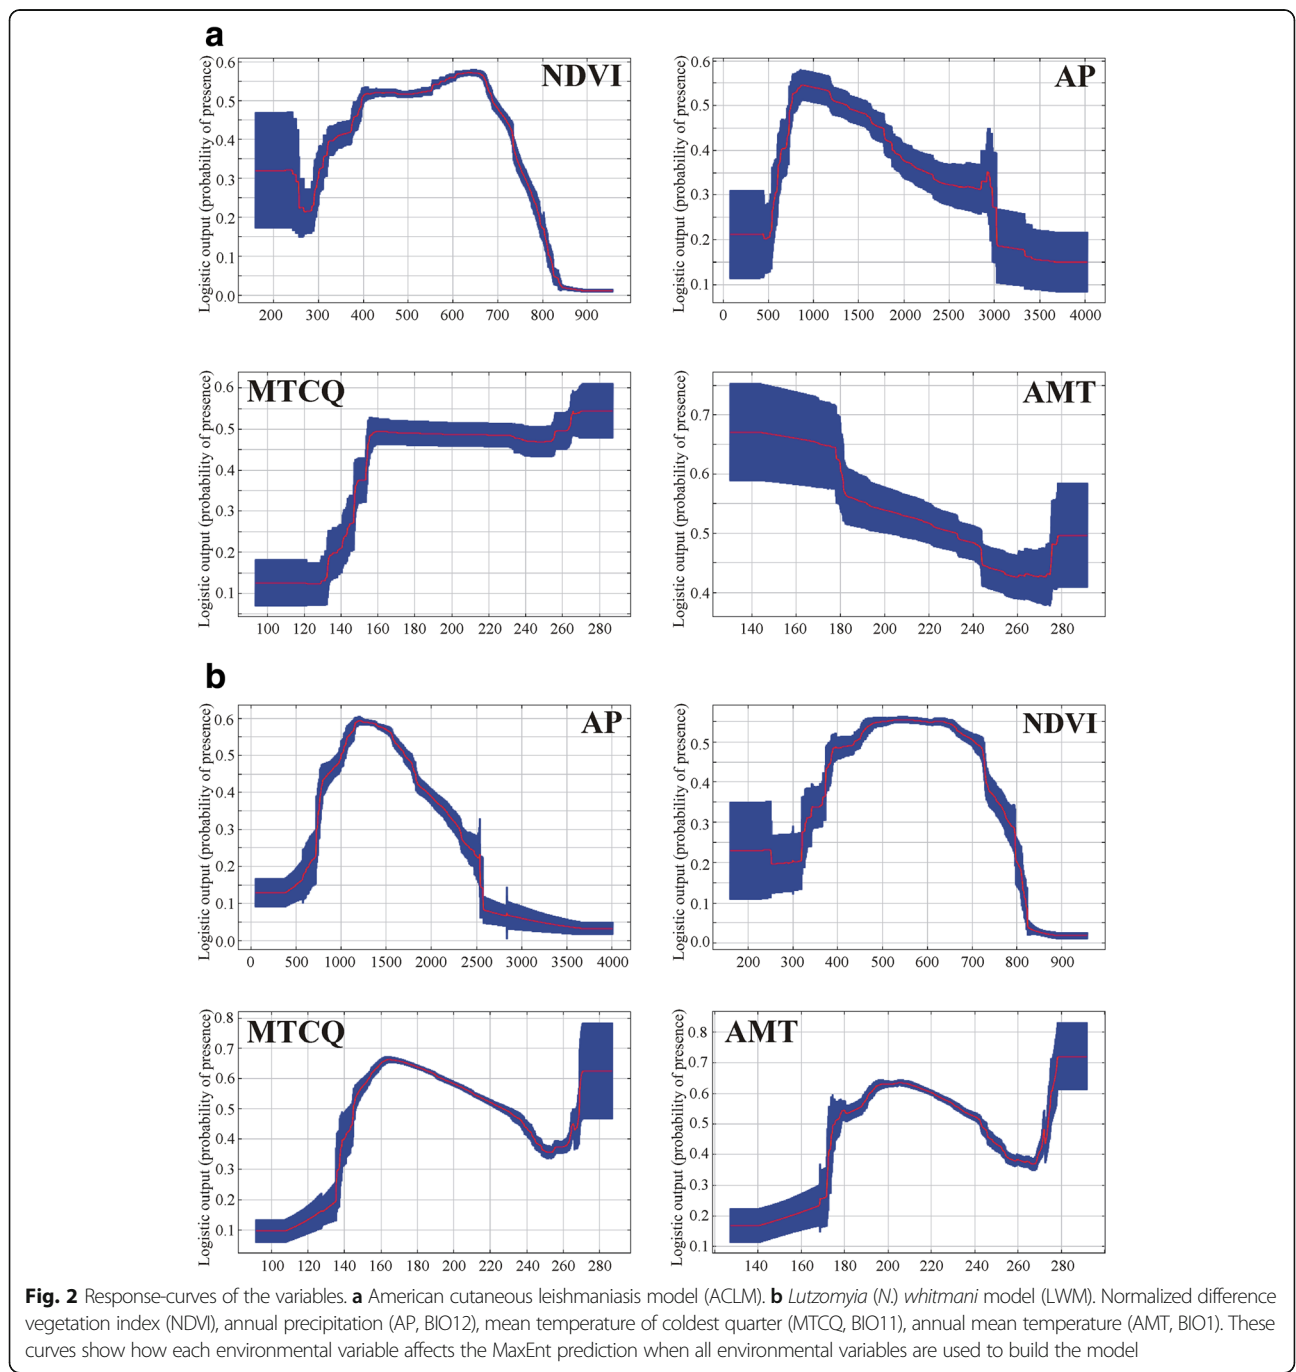 a
Logistic output (probability of presence)
NDVI
0.6
0.5
0.4
0.3
0.2
0.1
0.0
200 300 400 500 600 700 800 900
Logistic output (probability of presence)
AP
0.6
0.5
0.4
0.3
0.2
0.1
0 500 1000 1500 2000 2500 3000 3500 4000
Logistic output (probability of presence)
MTCQ
0.6
0.5
0.4
0.3
0.2
0.1
100 120 140 160 180 200 220 240 260 280
Logistic output (probability of presence)
AMT
0.7
0.6
0.5
0.4
140 160 180 200 220 240 260 280
b
Logistic output (probability of presence)
AP
0.6
0.5
0.4
0.3
0.2
0.1
0.0
0 500 1000 1500 2000 2500 3000 3500 4000
Logistic output (probability of presence)
NDVI
0.5
0.4
0.3
0.2
0.1
0.0
200 300 400 500 600 700 800 900
Logistic output (probability of presence)
MTCQ
0.8
0.7
0.6
0.5
0.4
0.3
0.2
0.1
100 120 140 160 180 200 220 240 260 280
Logistic output (probability of presence)
AMT
0.8
0.7
0.6
0.5
0.4
0.3
0.2
0.1
140 160 180 200 220 240 260 280
Fig. 2 Response-curves of the variables. a American cutaneous leishmaniasis model (ACLM). b Lutzomyia (N.) whitmani model (LWM). Normalized difference
vegetation index (NDVI), annual precipitation (AP, BIO12), mean temperature of coldest quarter (MTCQ, BIO11), annual mean temperature (AMT, BIO1). These
curves show how each environmental variable affects the MaxEnt prediction when all environmental variables are used to build the model